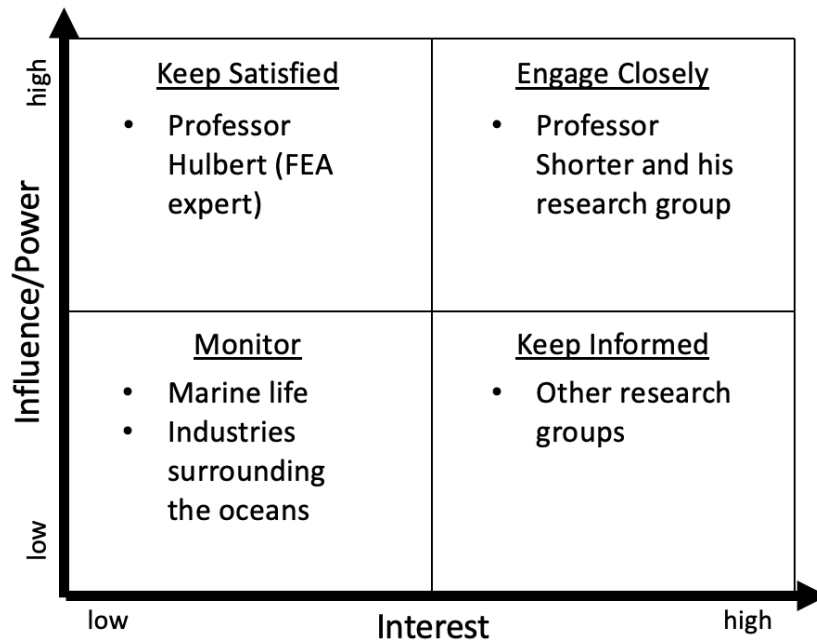 high
Influence/Power
low
Keep Satisfied
• Professor
Hulbert (FEA
expert)
Engage Closely
• Professor
Shorter and his
research group
Monitor
• Marine life
• Industries
surrounding
the oceans
Keep Informed
• Other research
groups
low
Interest
high